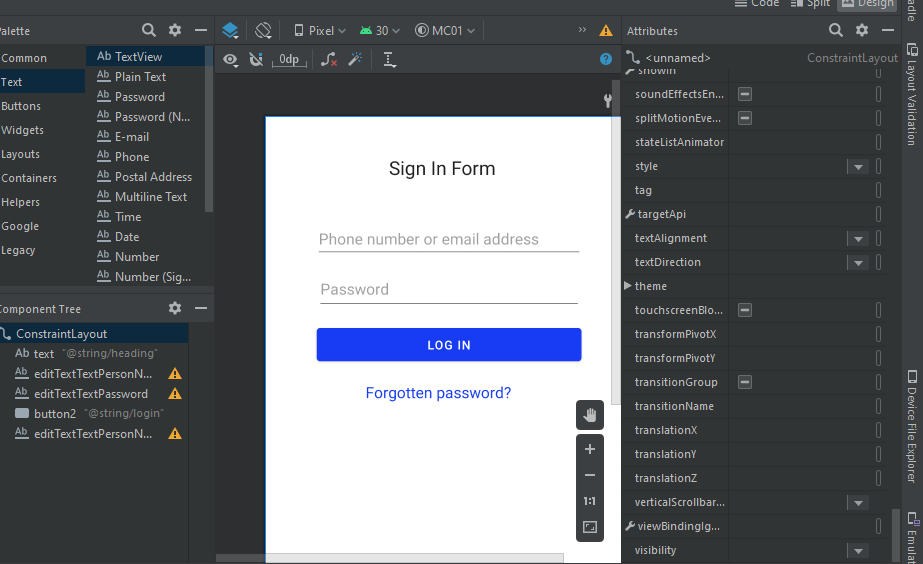 Code Split Design
Palette
Pixel 30 MC01 »
Attributes
Common
Text
Buttons
Widgets
Layouts
Containers
Helpers
Google
Legacy
Ab TextView
Ab Plain Text
Ab Password
Ab Password (N...
Ab E-mail
Ab Phone
Ab Postal Address
Ab Multiline Text
Ab Time
Ab Date
Ab Number
Ab Number (Sig...
0dp
?
Component Tree
ConstraintLayout
Ab text "@string/heading"
Ab editTextTextPersonN...
Ab editTextTextPassword
button2 "@string/login"
Ab editTextTextPersonN...
Sign In Form
Phone number or email address
Password
LOG IN
Forgotten password?
1:1
<unnamed> ConstraintLayout
showIn
soundEffectsEn...
splitMotionEve...
stateListAnimator
style
tag
targetApi
textAlignment
textDirection
theme
touchscreenBlo...
transformPivotX
transformPivotY
transitionGroup
transitionName
translationX
translationY
translationZ
verticalScrollbar...
viewBindingIg...
visibility
Layout Validation
Device File Explorer